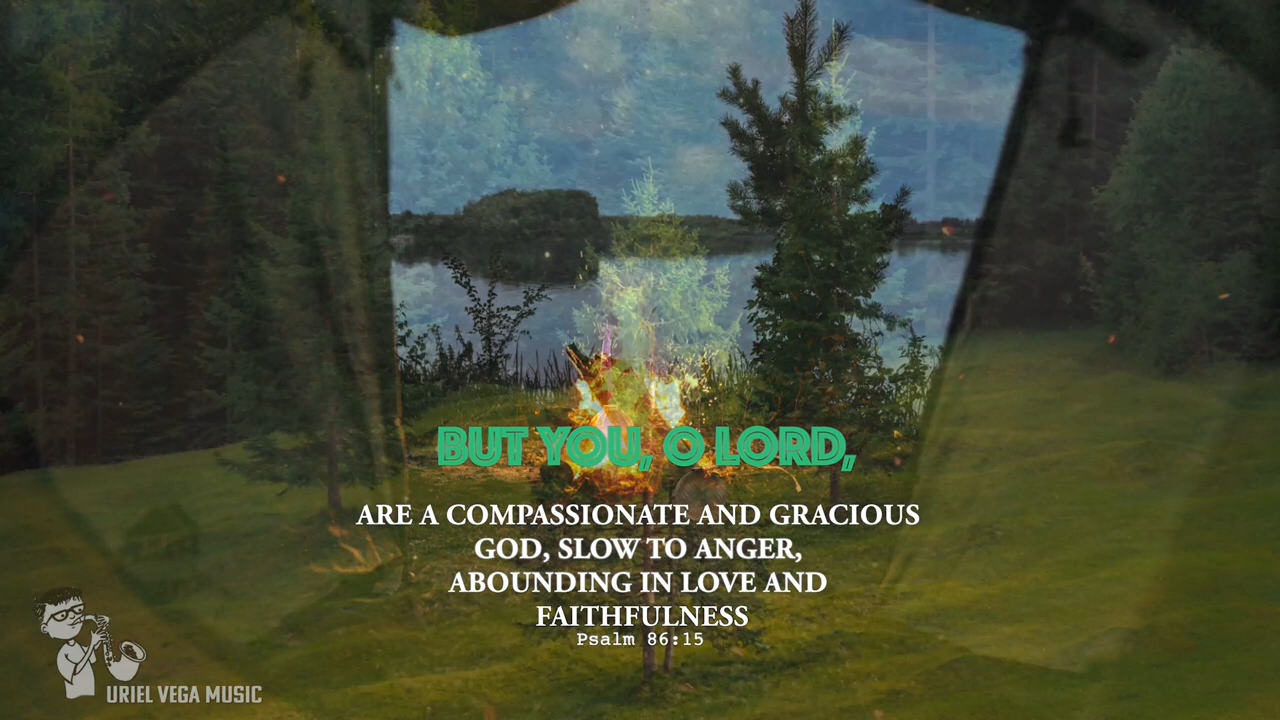 BUT YOU, O LORD,
ARE A COMPASSIONATE AND GRACIOUS
GOD, SLOW TO ANGER,
ABOUNDING IN LOVE AND
FAITHFULNESS
Psalm 86:15
URIEL VEGA MUSIC